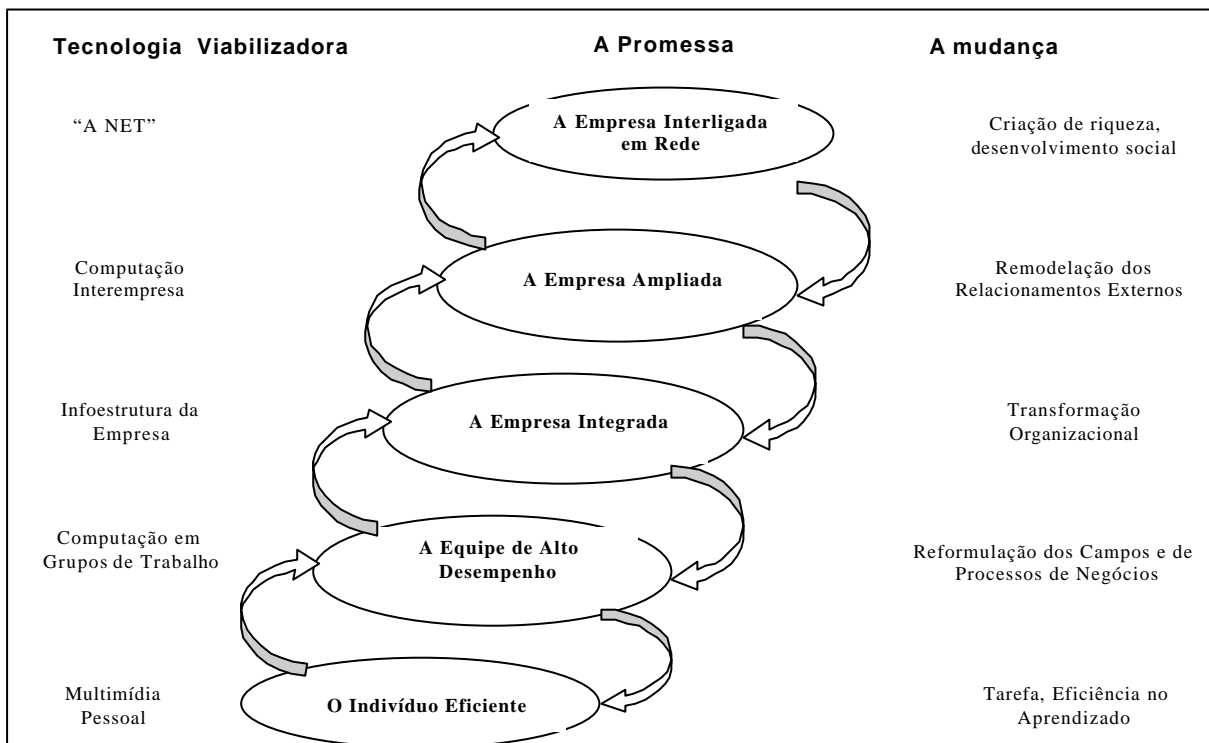 Tecnologia Viabilizadora
A Promessa
A mudança
“A NET”
A Empresa Interligada
em Rede
Criação de riqueza,
desenvolvimento social
Computação
Interempresa
A Empresa Ampliada
Remodelação dos
Relacionamentos Externos
Infoestrutura da
Empresa
A Empresa Integrada
Transformação
Organizacional
Computação em
Grupos de Trabalho
A Equipe de Alto
Desempenho
Reformulação dos Campos e de
Processos de Negócios
Multimídia
Pessoal
O Indivíduo Eficiente
Tarefa, Eficiência no
Aprendizado